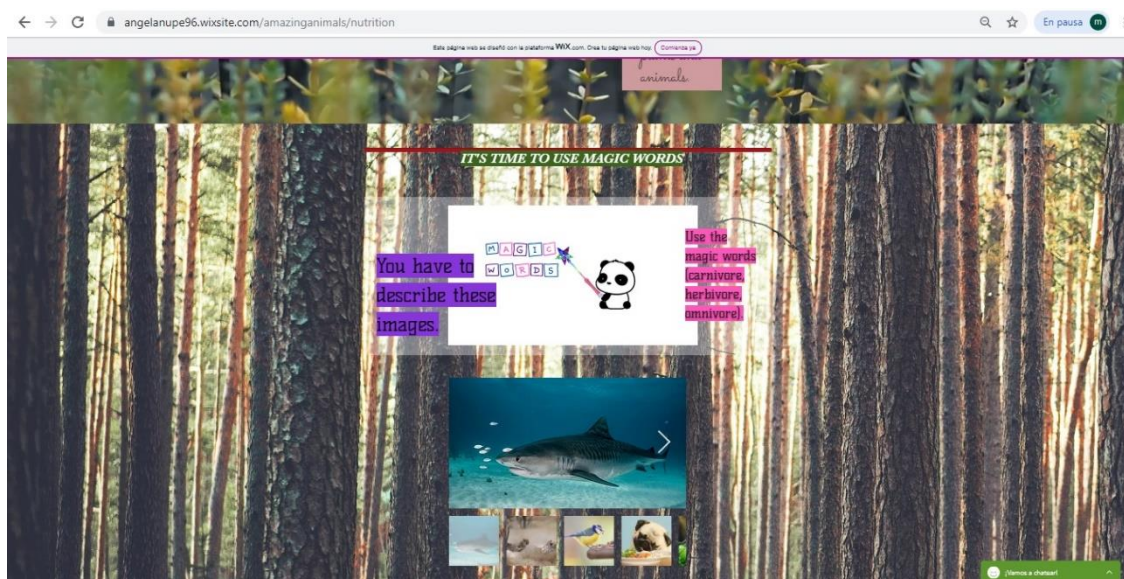 angelanupe96.wixsite.com/amazinganimals/nutrition
En pausa
m
Este página web se diseñó con la plataforma WiX.com. Crea tu página web hoy.
Comienza ya
animals.
IT'S TIME TO USE MAGIC WORDS
MAGIC
WORDS
You have to
describe these
images.
Use the
magic words
(carnivore,
herbivore,
omnivore).
¡Vamos a chatear!